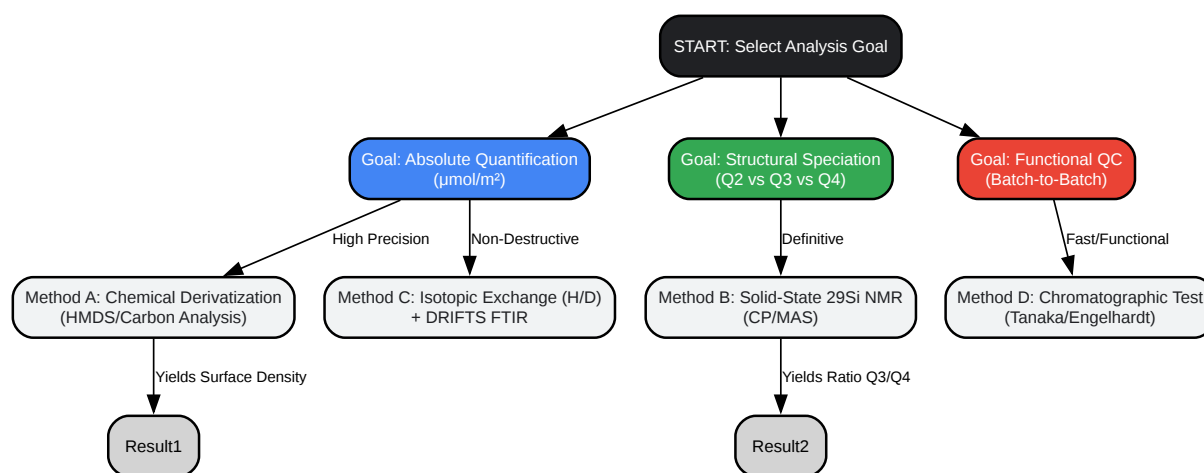 START: Select Analysis Goal
Goal: Absolute Quantification
(μmol/m²)
Goal: Structural Speciation
(Q2 vs Q3 vs Q4)
Goal: Functional QC
(Batch-to-Batch)
High Precision
Non-Destructive
Definitive
Fast/Functional
Method A: Chemical Derivatization
(HMDS/Carbon Analysis)
Method C: Isotopic Exchange (H/D)
+ DRIFTS FTIR
Method B: Solid-State 29Si NMR
(CP/MAS)
Method D: Chromatographic Test
(Tanaka/Engelhardt)
Yields Surface Density
Yields Ratio Q3/Q4
Result1
Result2